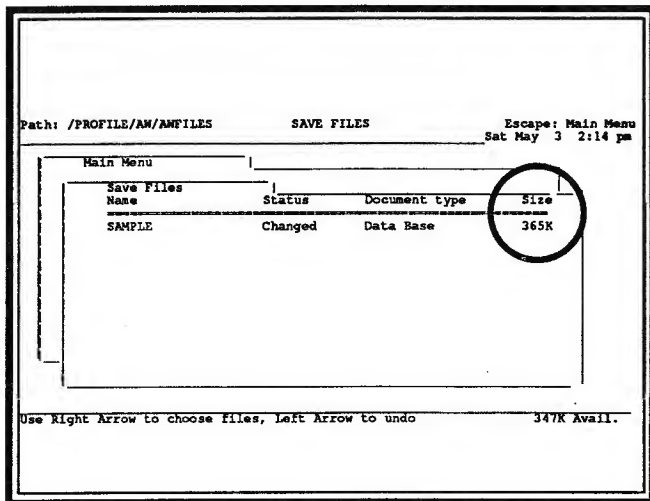 Path: /PROFILE/AW/AWFILES SAVE FILES Escape: Main Menu
Sat May 3 2:14 pm
Main Menu
Save Files
Name Status Document type Size
SAMPLE Changed Data Base 365K
Use Right Arrow to choose files, Left Arrow to undo 347K Avail.